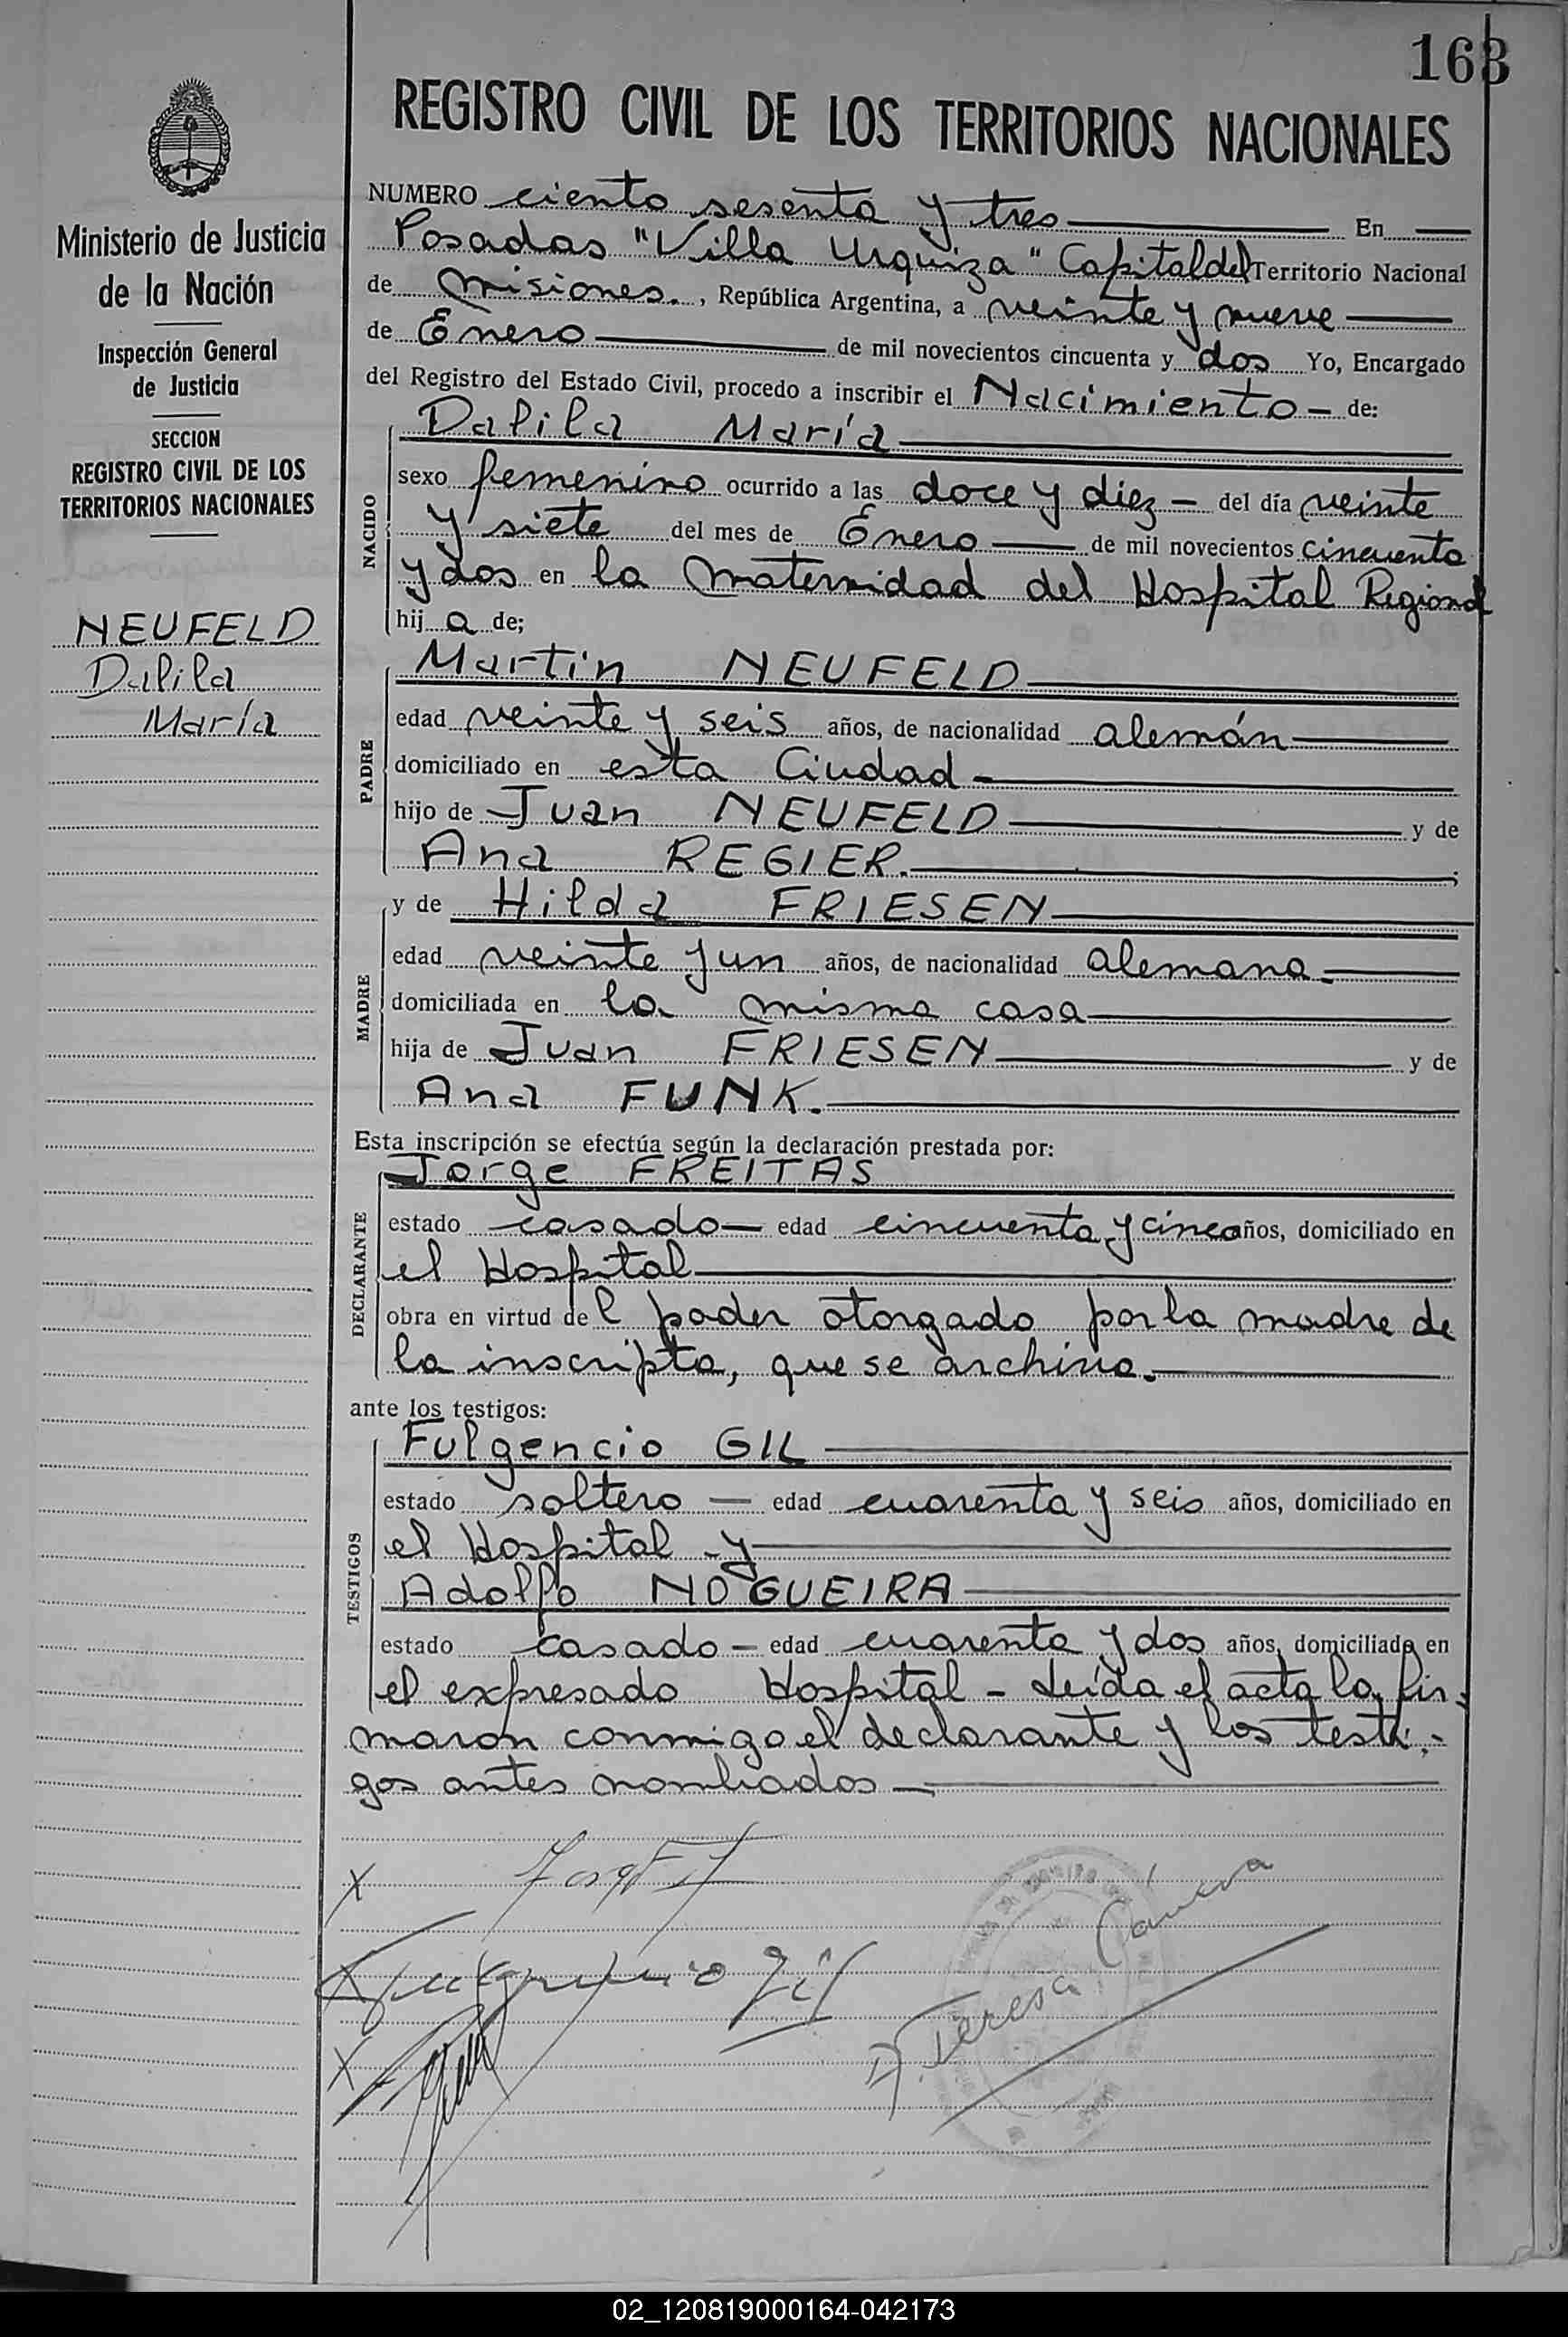 163
REGISTRO CIVIL DE LOS TERRITORIOS NACIONALES
Ministerio de Justicia
de la Nación
Inspección General
de Justicia
SECCION
REGISTRO CIVIL DE LOS
TERRITORIOS NACIONALES
NEUFELD
Dalila
María
NUMERO ciento sesenta y tres En
Posadas "Villa Urquiza" Capital del Territorio Nacional
de Misiones. , República Argentina, a veinte y nueve
de Enero de mil novecientos cincuenta y dos Yo, Encargado
del Registro del Estado Civil, procedo a inscribir el Nacimiento - de:
NACIDO
Dalila María
sexo femenino ocurrido a las doce y diez - del día veinte
y siete del mes de Enero de mil novecientos cincuenta
y dos en la Maternidad del Hospital Regional
hij a de;
PADRE
Martin NEUFELD
edad veinte y seis años, de nacionalidad alemán
domiciliado en esta Ciudad -
hijo de Juan NEUFELD y de
Ana REGIER. ;
MADRE
y de Hilda FRIESEN
edad veinte y un años, de nacionalidad alemana
domiciliada en la misma casa
hija de Juan FRIESEN y de
Ana FUNK.
Esta inscripción se efectúa según la declaración prestada por:
DECLARANTE
Jorge FREITAS
estado casado - edad cincuenta y cinco años, domiciliado en
el Hospital
obra en virtud del poder otorgado por la madre de
la inscripta, que se archiva.
ante los testigos:
TESTIGOS
Fulgencio GIL
estado soltero - edad cuarenta y seis años, domiciliado en
el Hospital - y
Adolfo NOGUEIRA
estado casado - edad cuarenta y dos años, domiciliado en
el expresado Hospital - Leída el acta la fir-
maron conmigo el declarante y los testi-
gos antes nombrados -
x
x Fulgencio Gil
x
Teresa
02_120819000164-042173